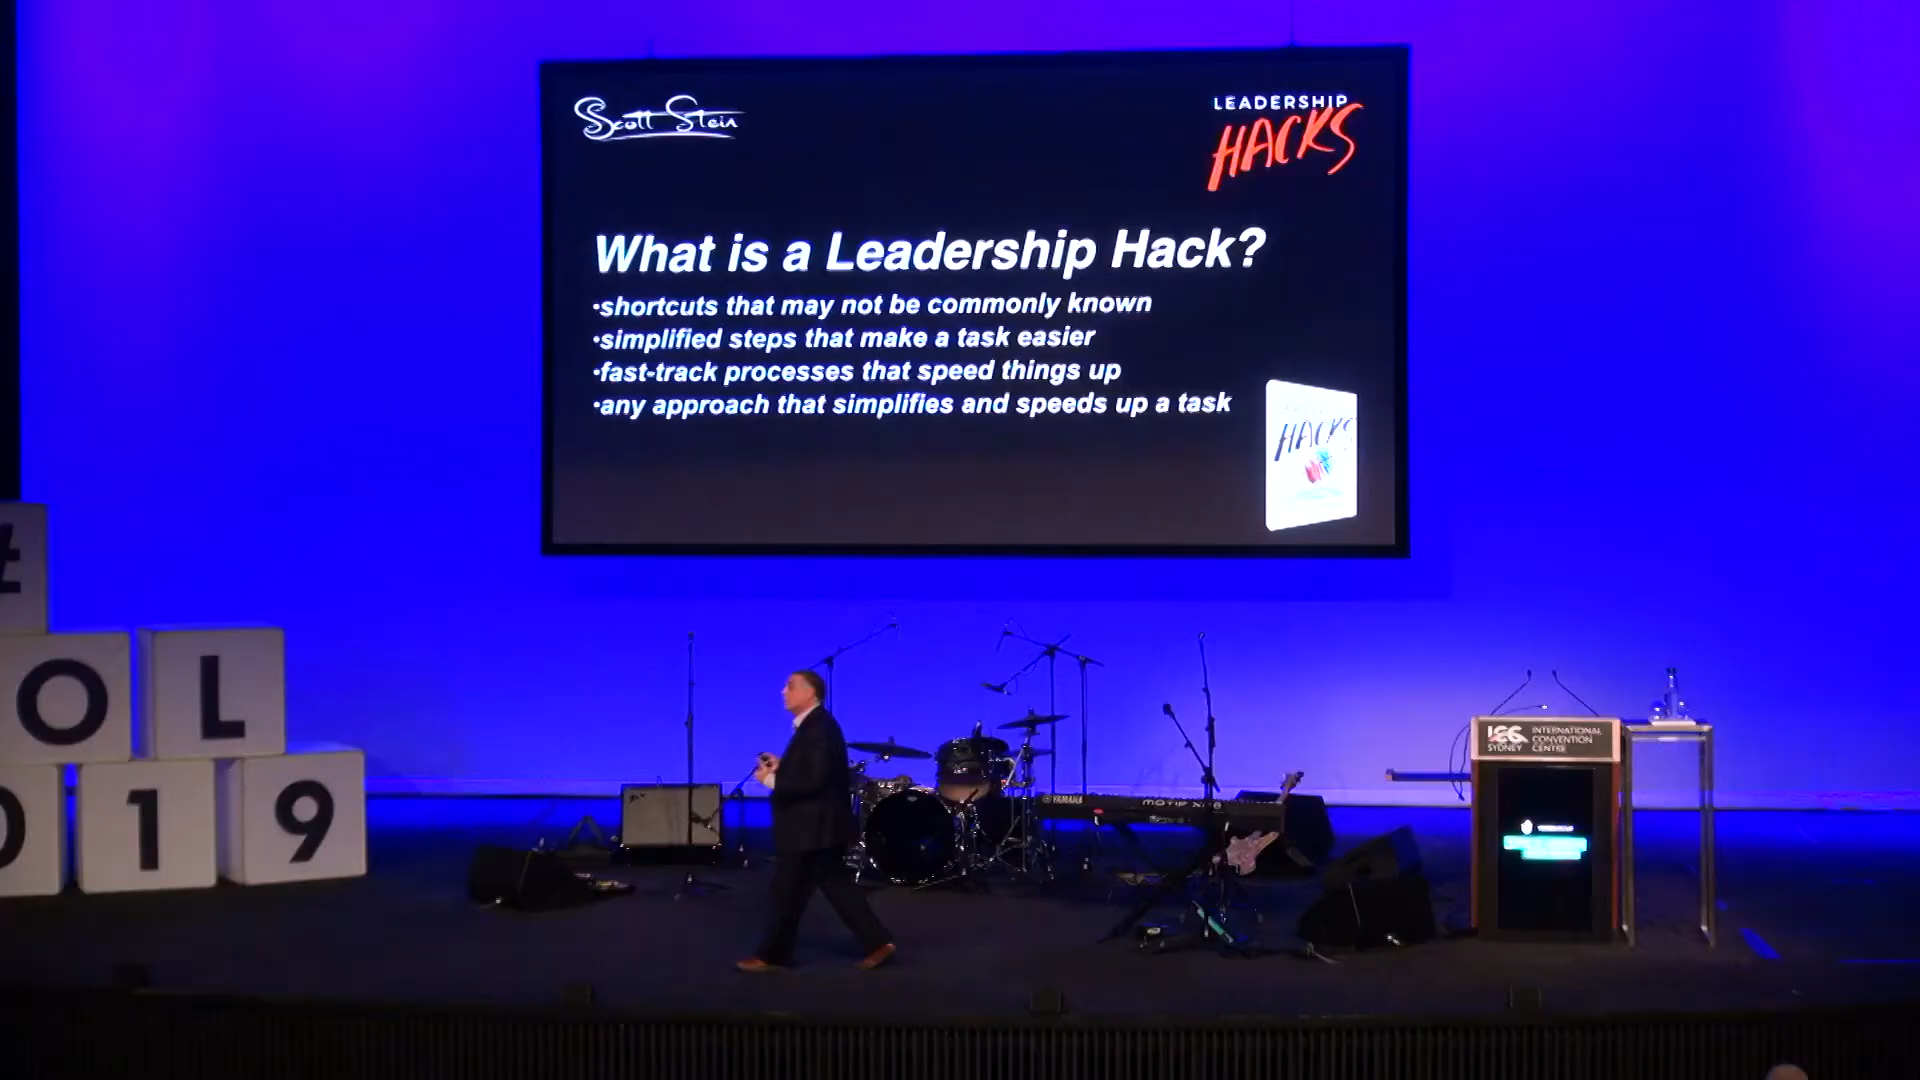 Scott Stein
LEADERSHIP
HACKS
What is a Leadership Hack?
•shortcuts that may not be commonly known
•simplified steps that make a task easier
•fast-track processes that speed things up
•any approach that simplifies and speeds up a task
HACKS
#
OL
019
YAMAHA
MOTIF XF8
ICC
SYDNEY
INTERNATIONAL
CONVENTION
CENTRE